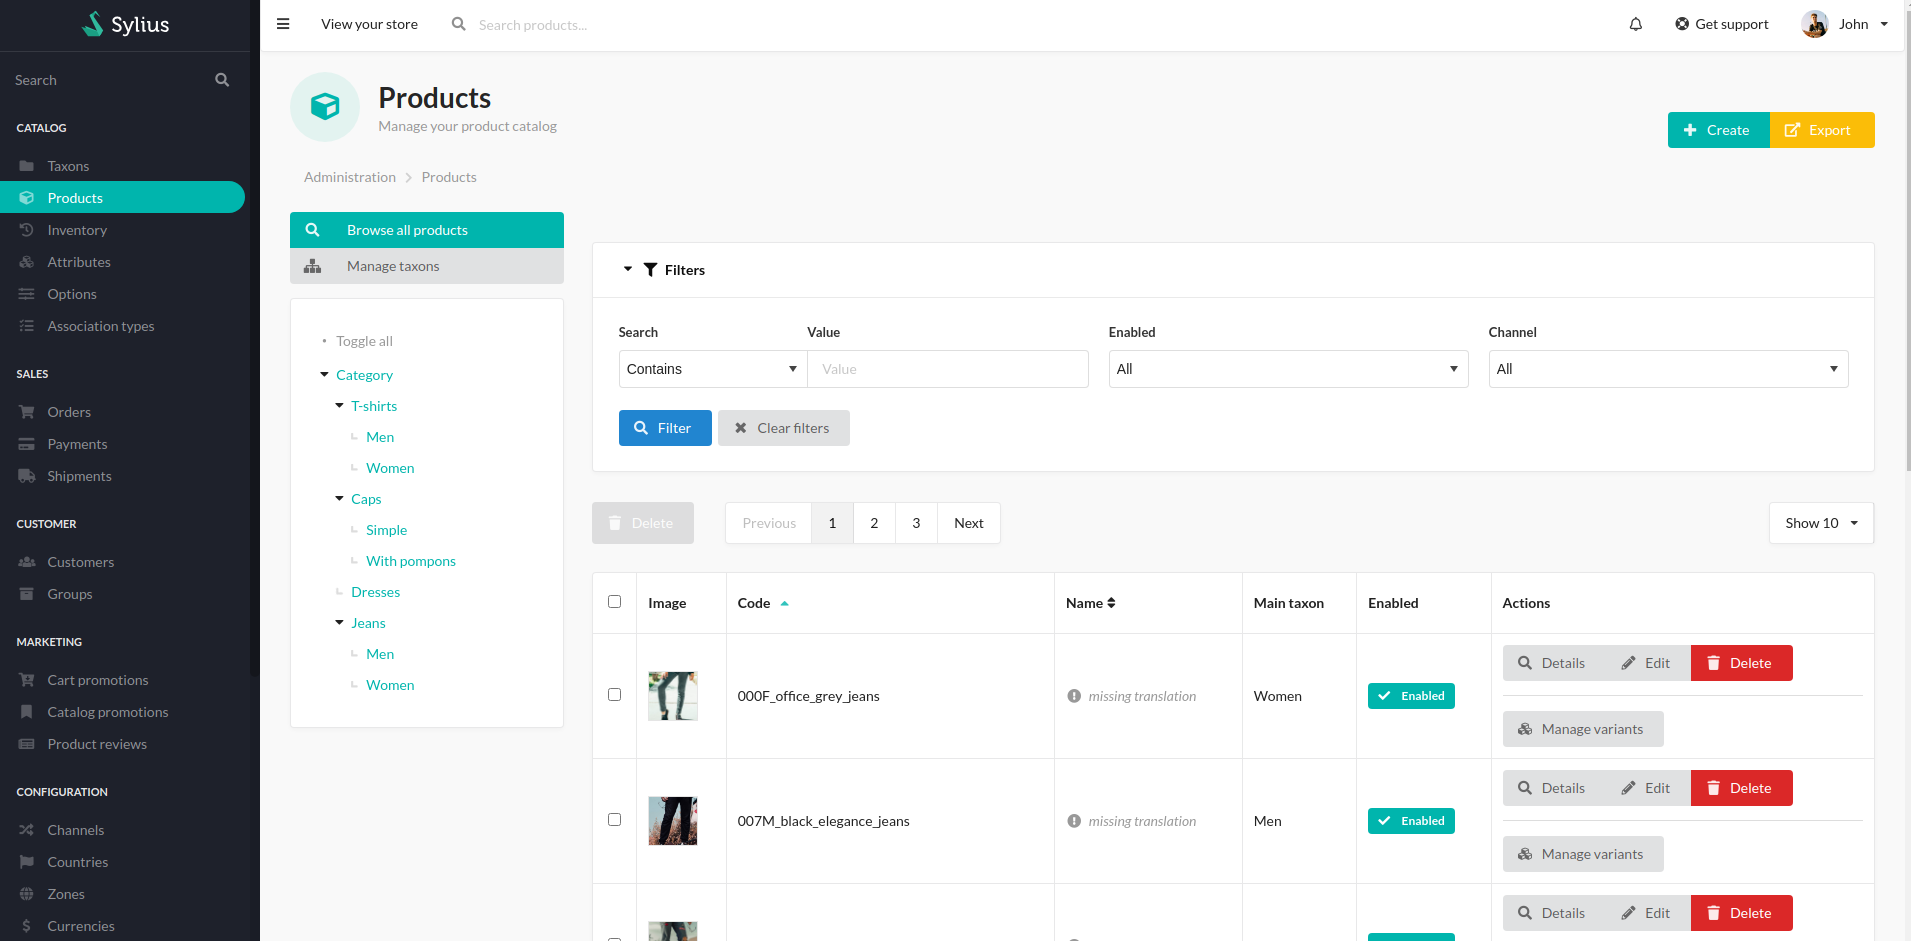 Sylius
View your store
Search products...
Get support
John
Search
CATALOG
Taxons
Products
Inventory
Attributes
Options
Association types
SALES
Orders
Payments
Shipments
CUSTOMER
Customers
Groups
MARKETING
Cart promotions
Catalog promotions
Product reviews
CONFIGURATION
Channels
Countries
Zones
Currencies
Products
Manage your product catalog
Create
Export
Administration
Products
Browse all products
Manage taxons
Toggle all
Category
T-shirts
Men
Women
Caps
Simple
With pompons
Dresses
Jeans
Men
Women
Filters
Search Value Enabled Channel
Contains Value All All
Filter Clear filters
Delete Previous 1 2 3 Next Show 10
Image Code Name Main taxon Enabled Actions
000F_office_grey_jeans missing translation Women Enabled Details Edit Delete
Manage variants
007M_black_elegance_jeans missing translation Men Enabled Details Edit Delete
Manage variants
Details Edit Delete